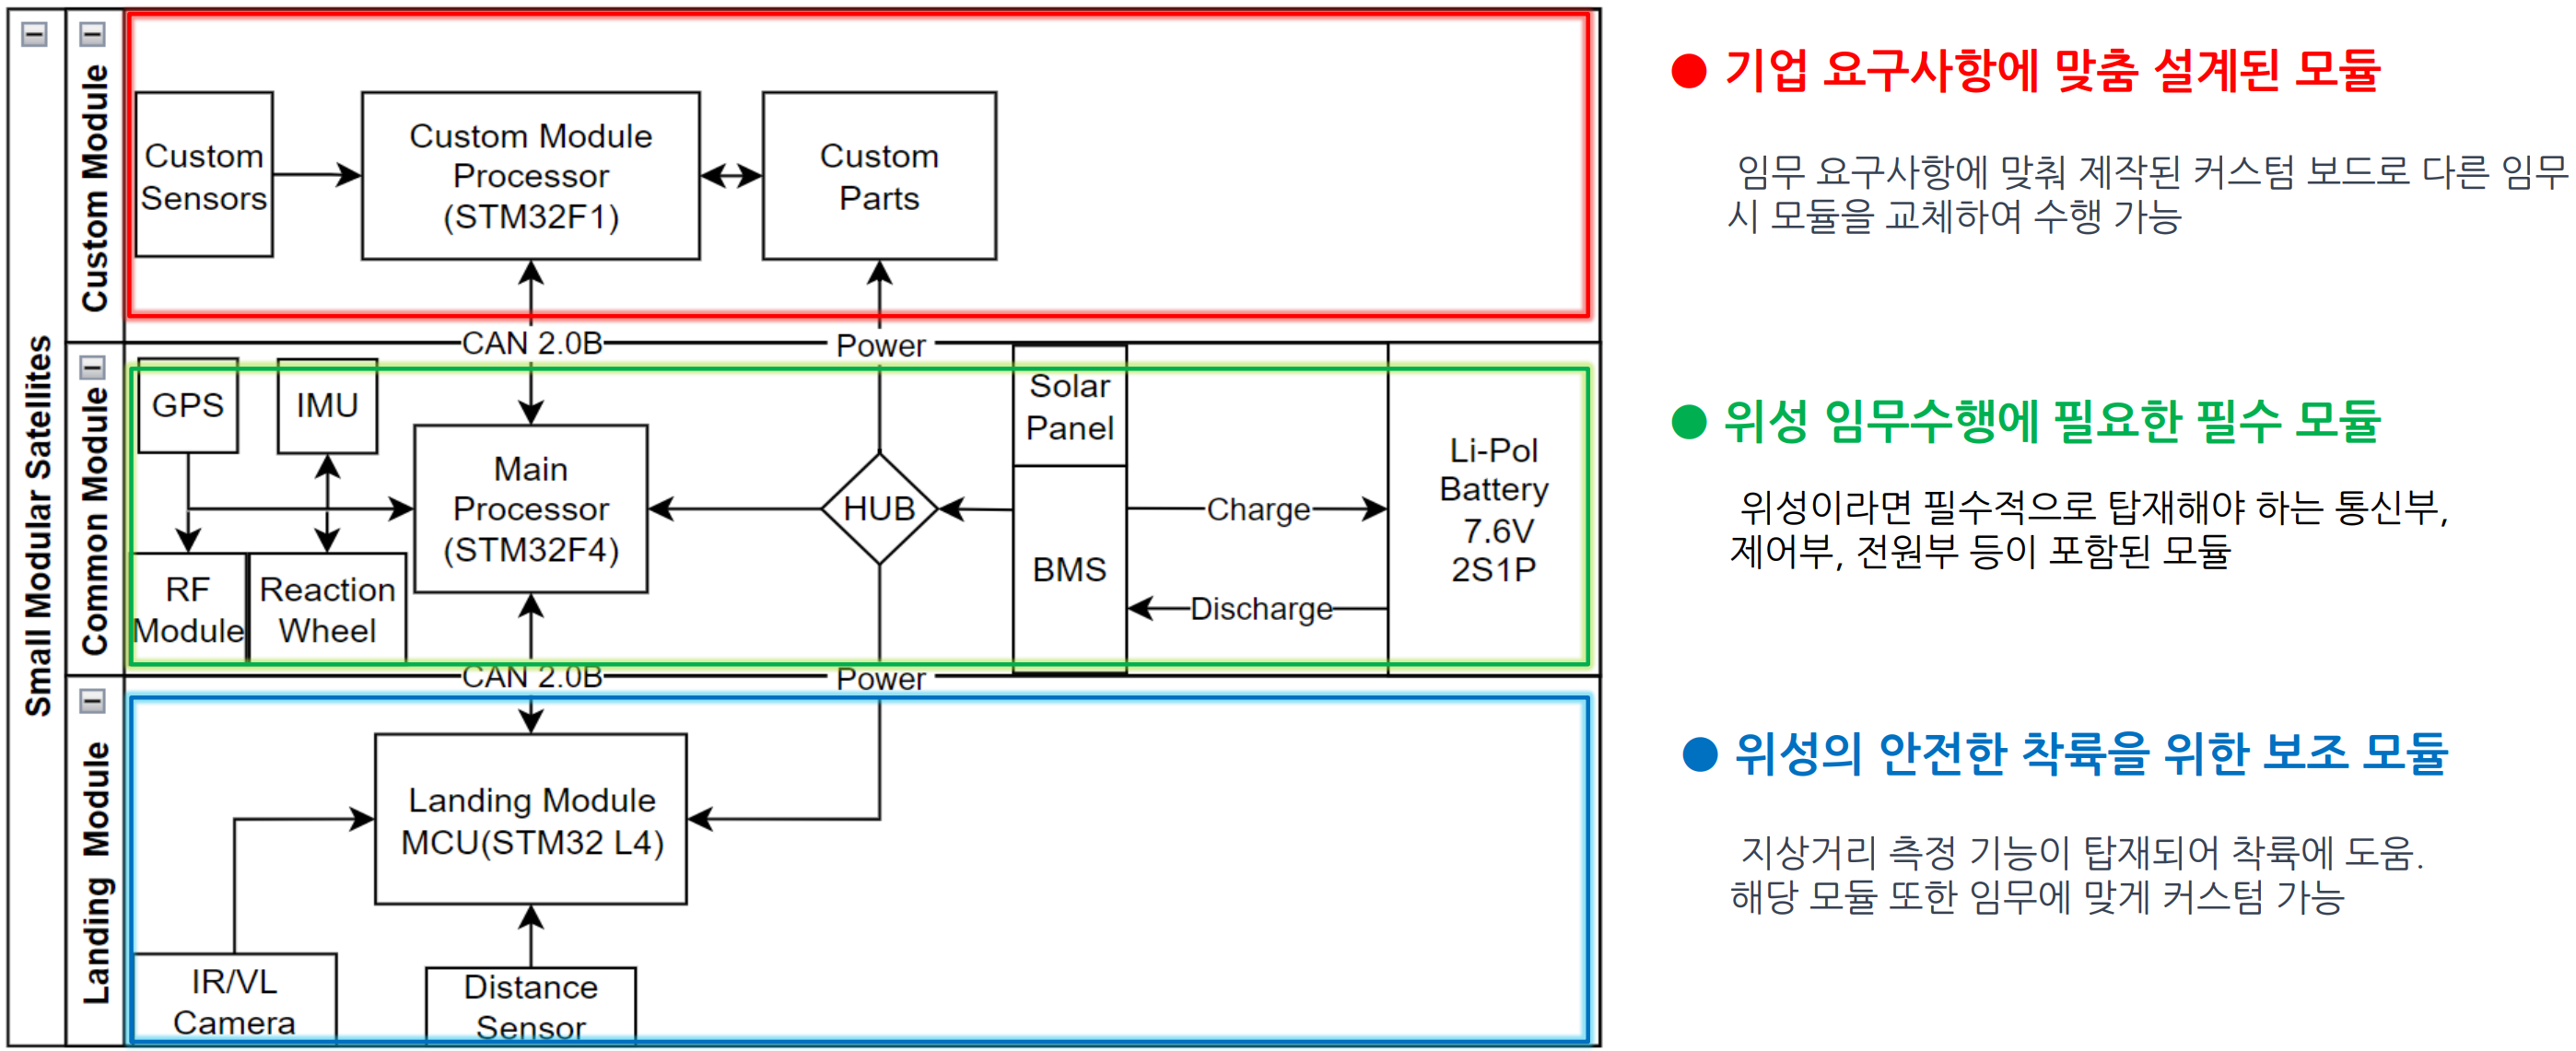 Small Modular Satellites
Custom Module
Custom
Sensors
Custom Module
Processor
(STM32F1)
Custom
Parts
CAN 2.0B
Power
Common Module
GPS
IMU
RF
Module
Reaction
Wheel
Main
Processor
(STM32F4)
HUB
Solar
Panel
BMS
Charge
Discharge
Li-Pol
Battery
7.6V
2S1P
CAN 2.0B
Power
Landing Module
Landing Module
MCU(STM32 L4)
IR/VL
Camera
Distance
Sensor
● 기업 요구사항에 맞춤 설계된 모듈
임무 요구사항에 맞춰 제작된 커스텀 보드로 다른 임무
시 모듈을 교체하여 수행 가능
● 위성 임무수행에 필요한 필수 모듈
위성이라면 필수적으로 탑재해야 하는 통신부,
제어부, 전원부 등이 포함된 모듈
● 위성의 안전한 착륙을 위한 보조 모듈
지상거리 측정 기능이 탑재되어 착륙에 도움.
해당 모듈 또한 임무에 맞게 커스텀 가능